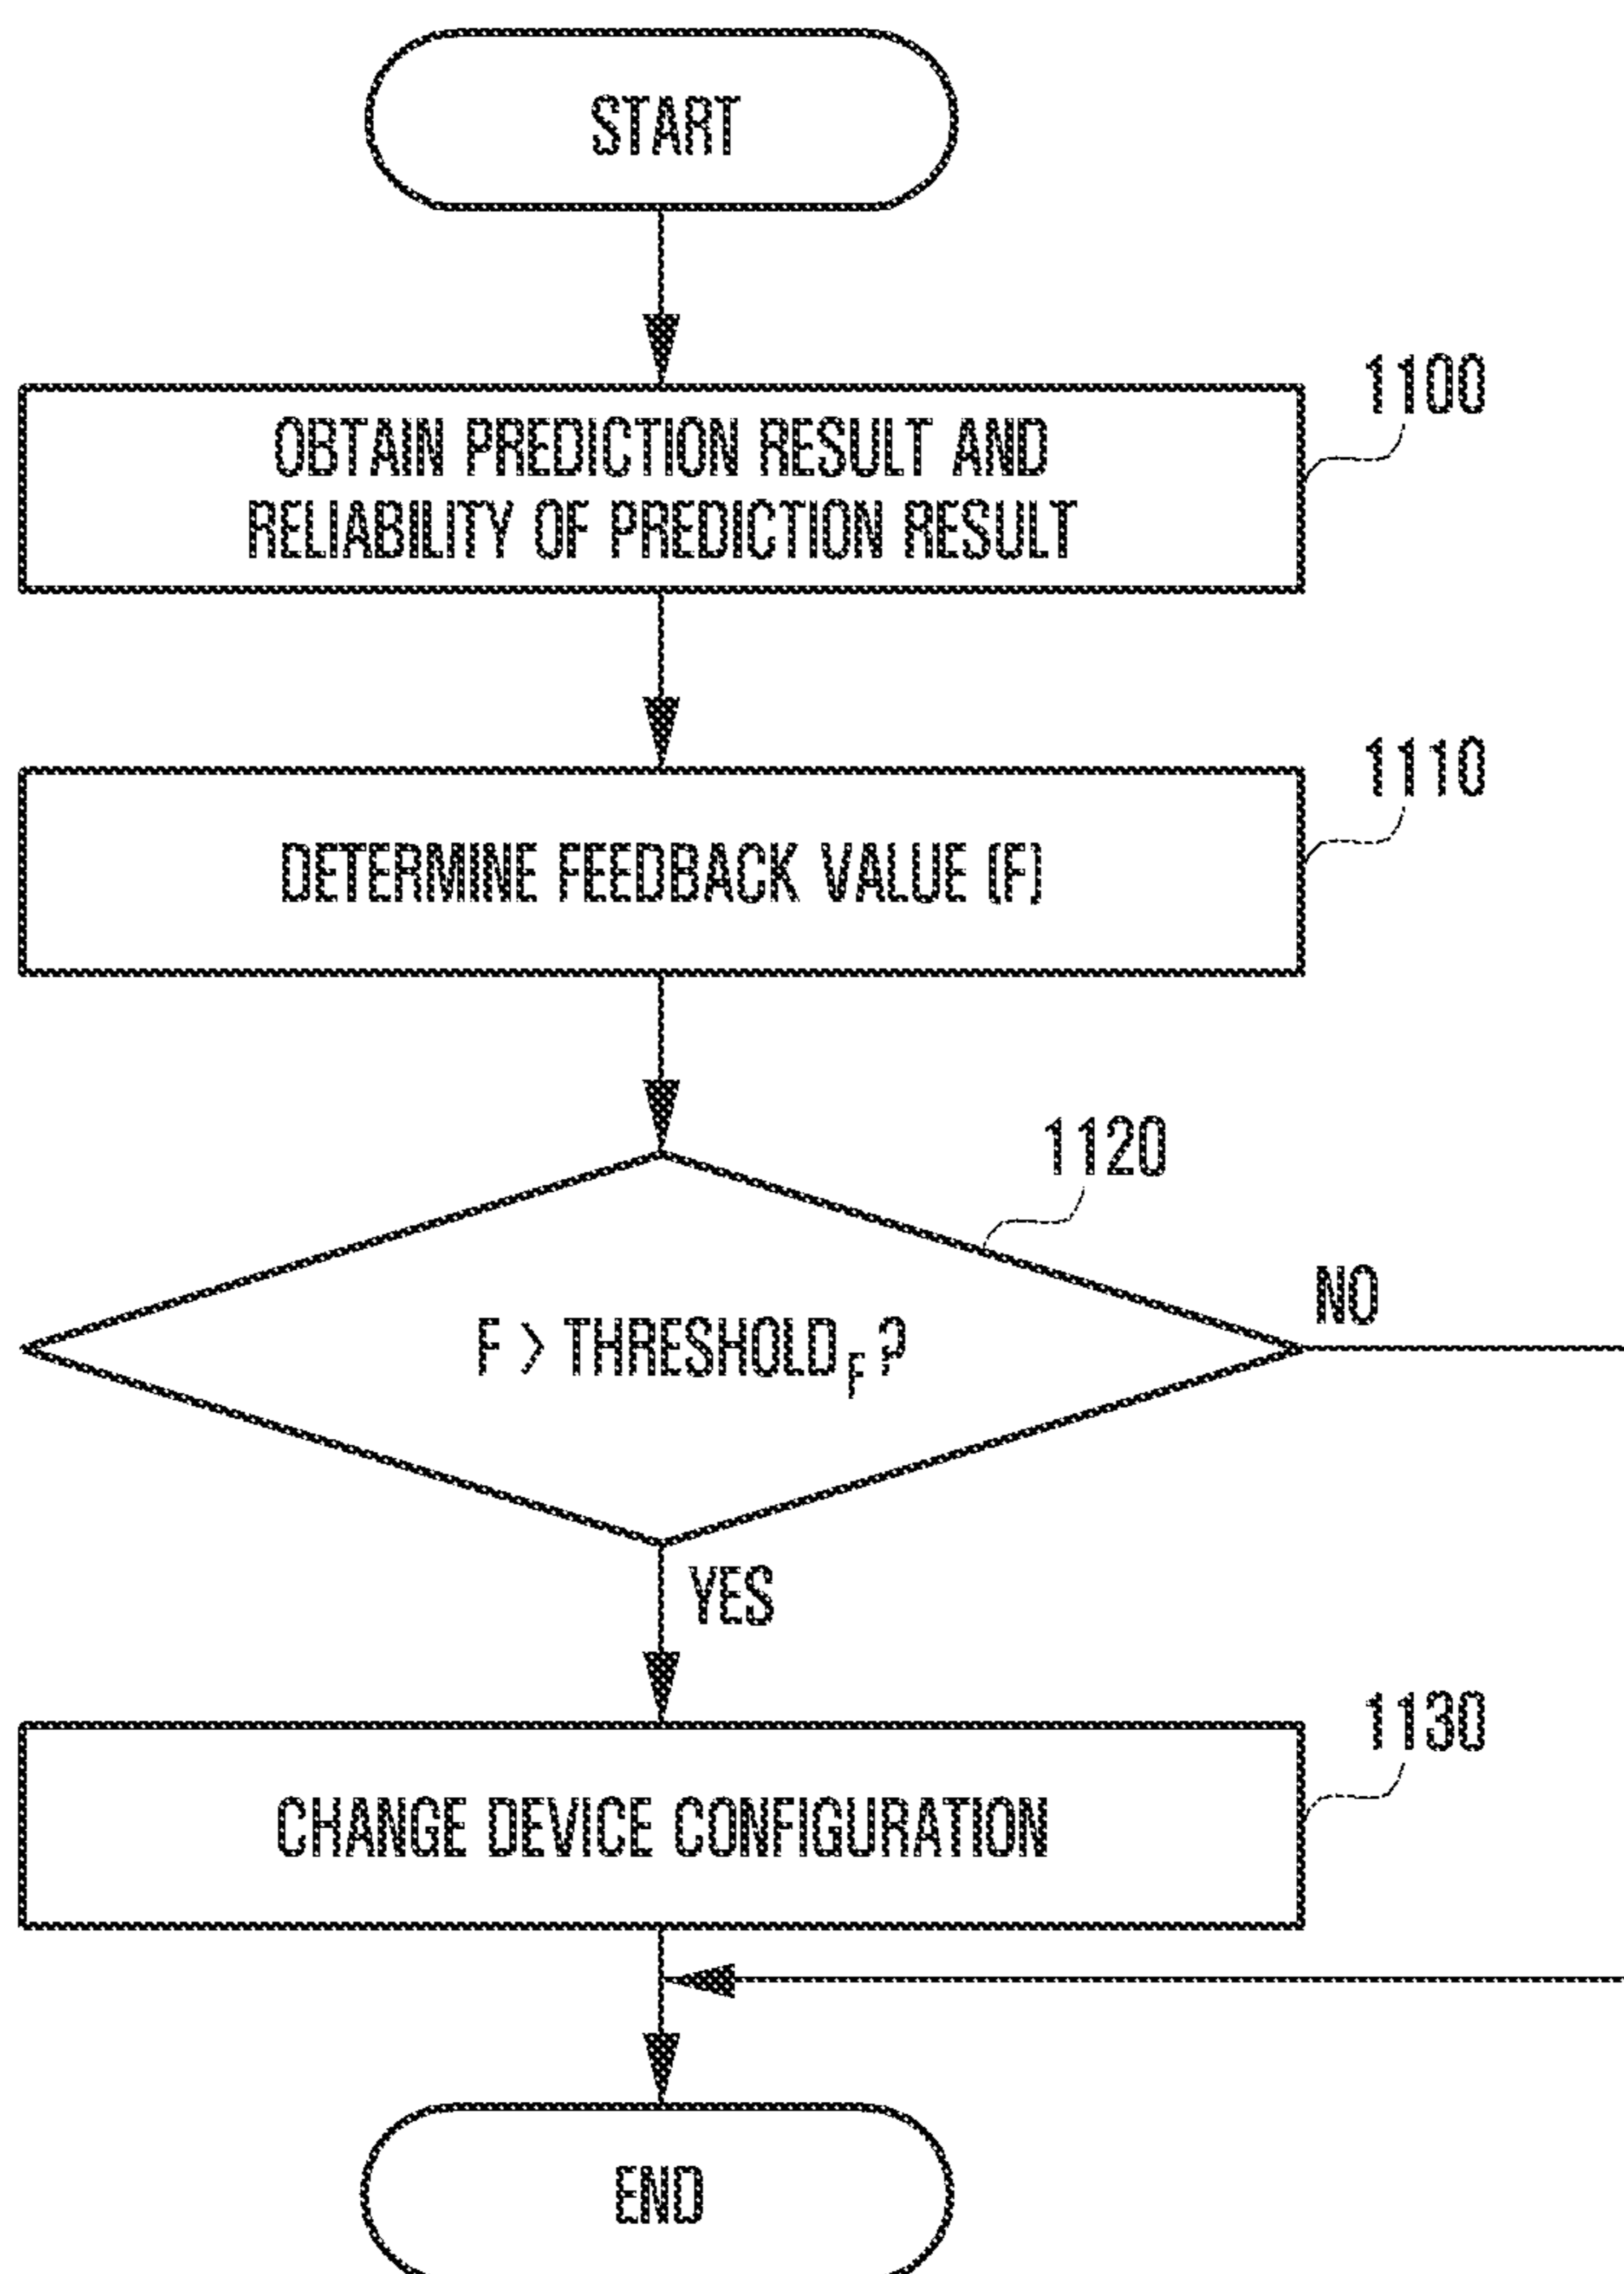 START
1100
OBTAIN PREDICTION RESULT AND
RELIABILITY OF PREDICTION RESULT
1110
DETERMINE FEEDBACK VALUE (F)
1120
F > THRESHOLD_F ?
NO
YES
1130
CHANGE DEVICE CONFIGURATION
END